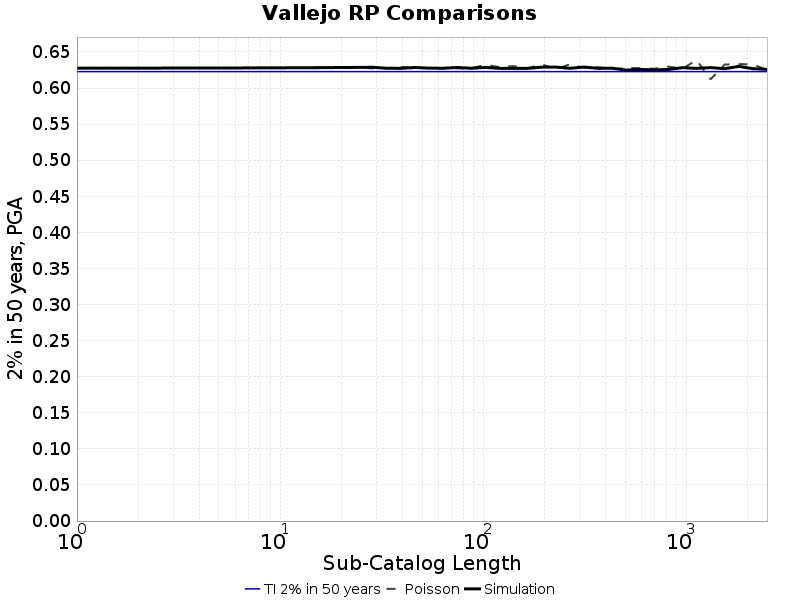 Vallejo RP Comparisons
2% in 50 years, PGA
0.65
0.60
0.55
0.50
0.45
0.40
0.35
0.30
0.25
0.20
0.15
0.10
0.05
0.00
10^0 10^1 10^2 10^3
Sub-Catalog Length
TI 2% in 50 years Poisson Simulation